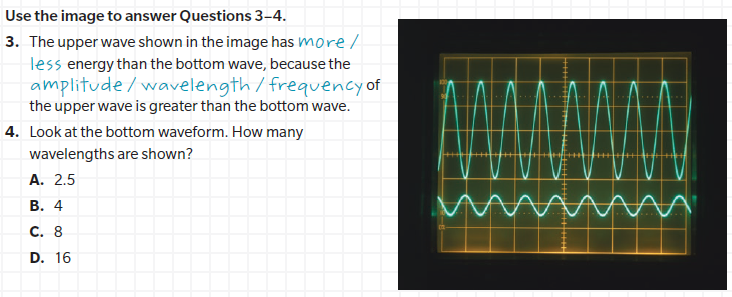 Use the image to answer Questions 3–4.
3. The upper wave shown in the image has more /
less energy than the bottom wave, because the
amplitude / wavelength / frequency of
the upper wave is greater than the bottom wave.
4. Look at the bottom waveform. How many
wavelengths are shown?
A. 2.5
B. 4
C. 8
D. 16